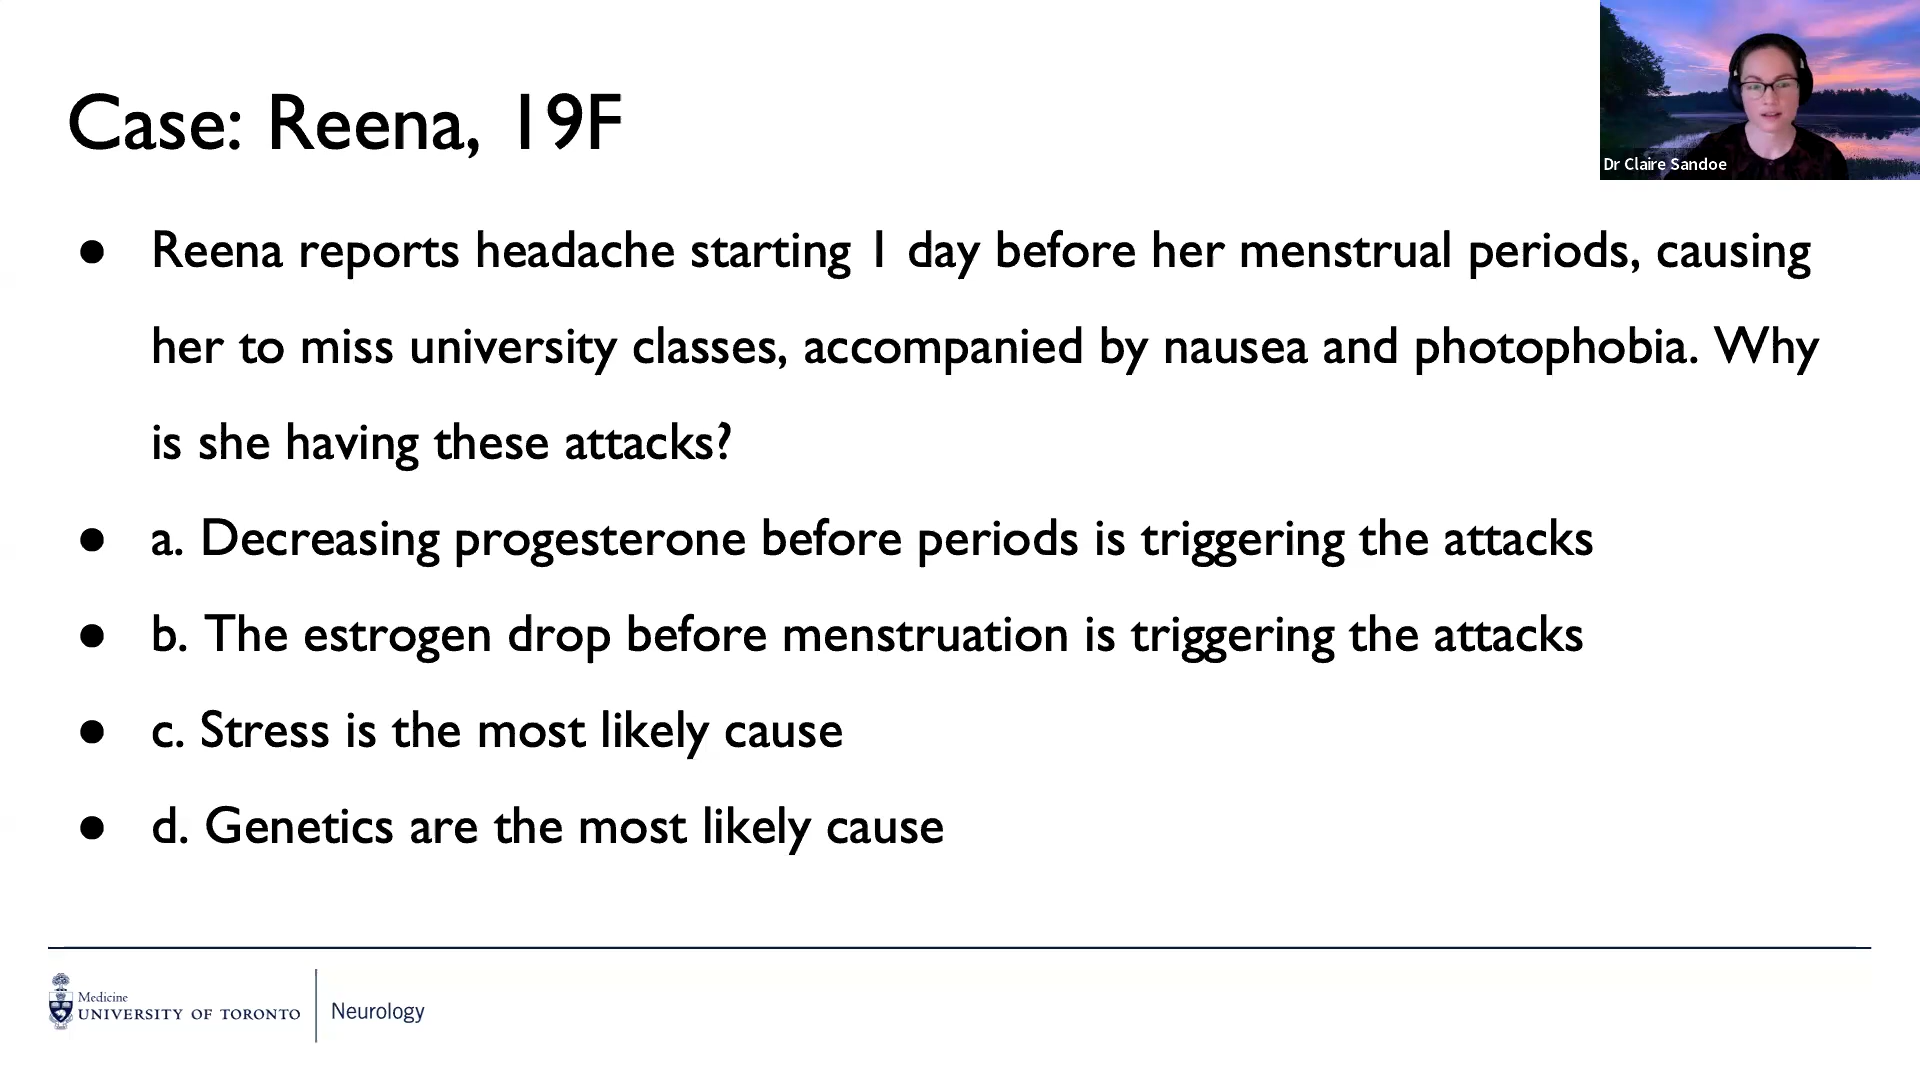 Case: Reena, 19F
Dr Claire Sandoe
● Reena reports headache starting 1 day before her menstrual periods, causing
her to miss university classes, accompanied by nausea and photophobia. Why
is she having these attacks?
● a. Decreasing progesterone before periods is triggering the attacks
● b. The estrogen drop before menstruation is triggering the attacks
● c. Stress is the most likely cause
● d. Genetics are the most likely cause
Medicine
UNIVERSITY OF TORONTO
Neurology